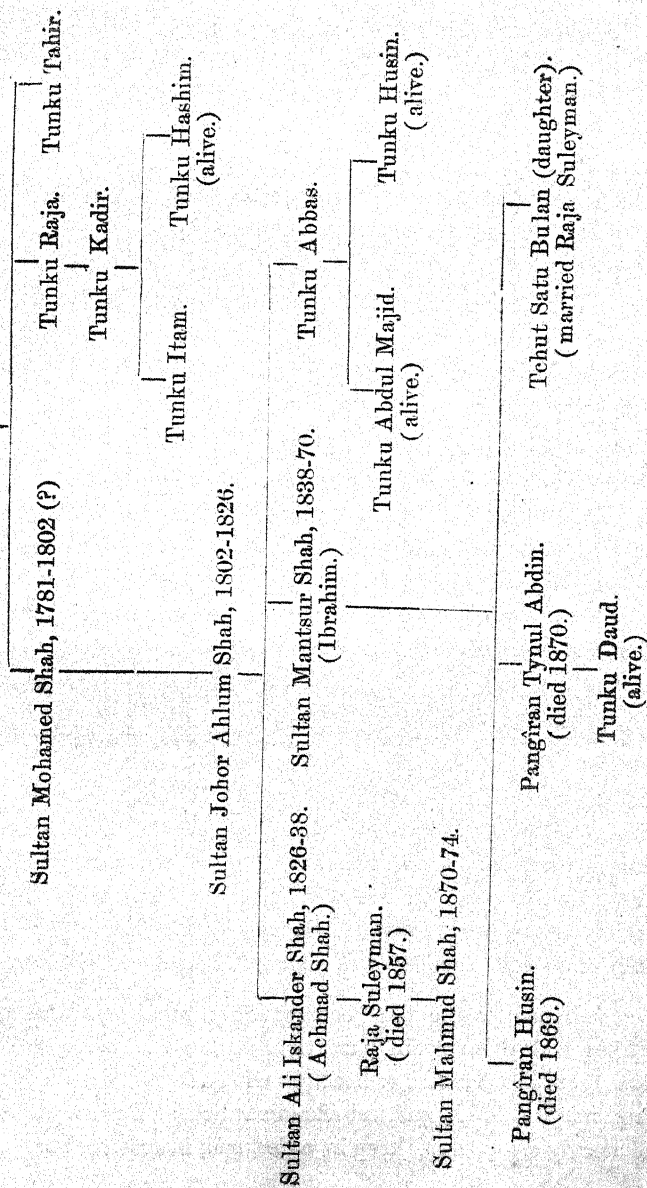 Sultan Mohamed Shah, 1781-1802 (?) Tunku Raja. Tunku Tahir.
Tunku Kadir.
Tunku Itam. Tunku Hashim.
(alive.)
Sultan Johor Ahlum Shah, 1802-1826.
Sultan Ali Iskander Shah, 1826-38. Sultan Mantsur Shah, 1838-70. Tunku Abbas.
(Achmad Shah.) (Ibrahim.)
Raja Suleyman. Tunku Abdul Majid. Tunku Husin.
(died 1857.) (alive.) (alive.)
Sultan Mahmud Shah, 1870-74.
Pangîran Husin. Pangîran Tynul Abdin. Tchut Satu Bulan (daughter).
(died 1869.) (died 1870.) (married Raja Suleyman.)
Tunku Daud.
(alive.)